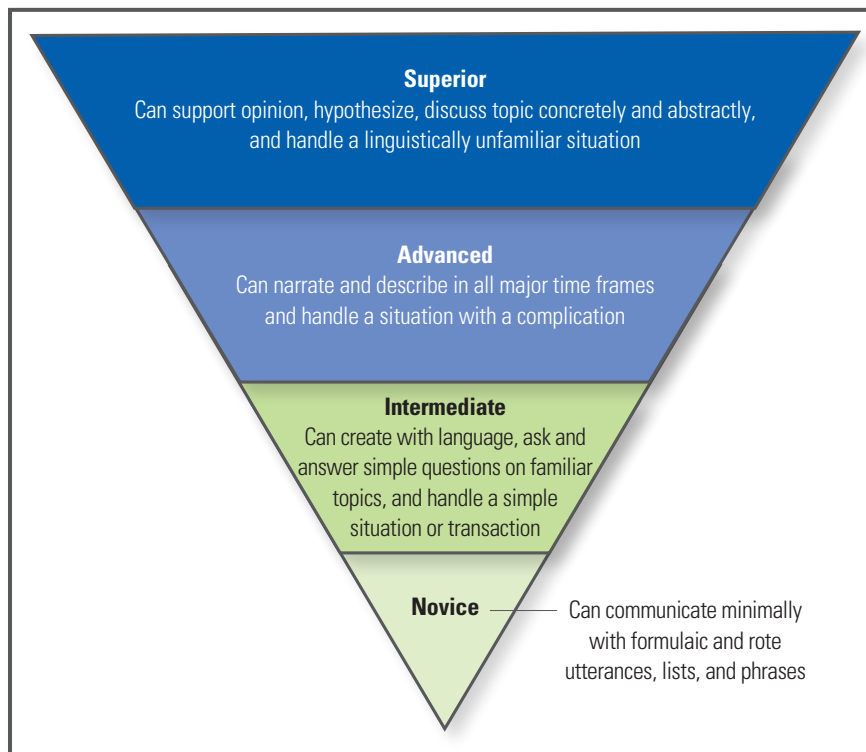 Superior
Can support opinion, hypothesize, discuss topic concretely and abstractly,
and handle a linguistically unfamiliar situation
Advanced
Can narrate and describe in all major time frames
and handle a situation with a complication
Intermediate
Can create with language, ask and
answer simple questions on familiar
topics, and handle a simple
situation or transaction
Novice
Can communicate minimally
with formulaic and rote
utterances, lists, and phrases